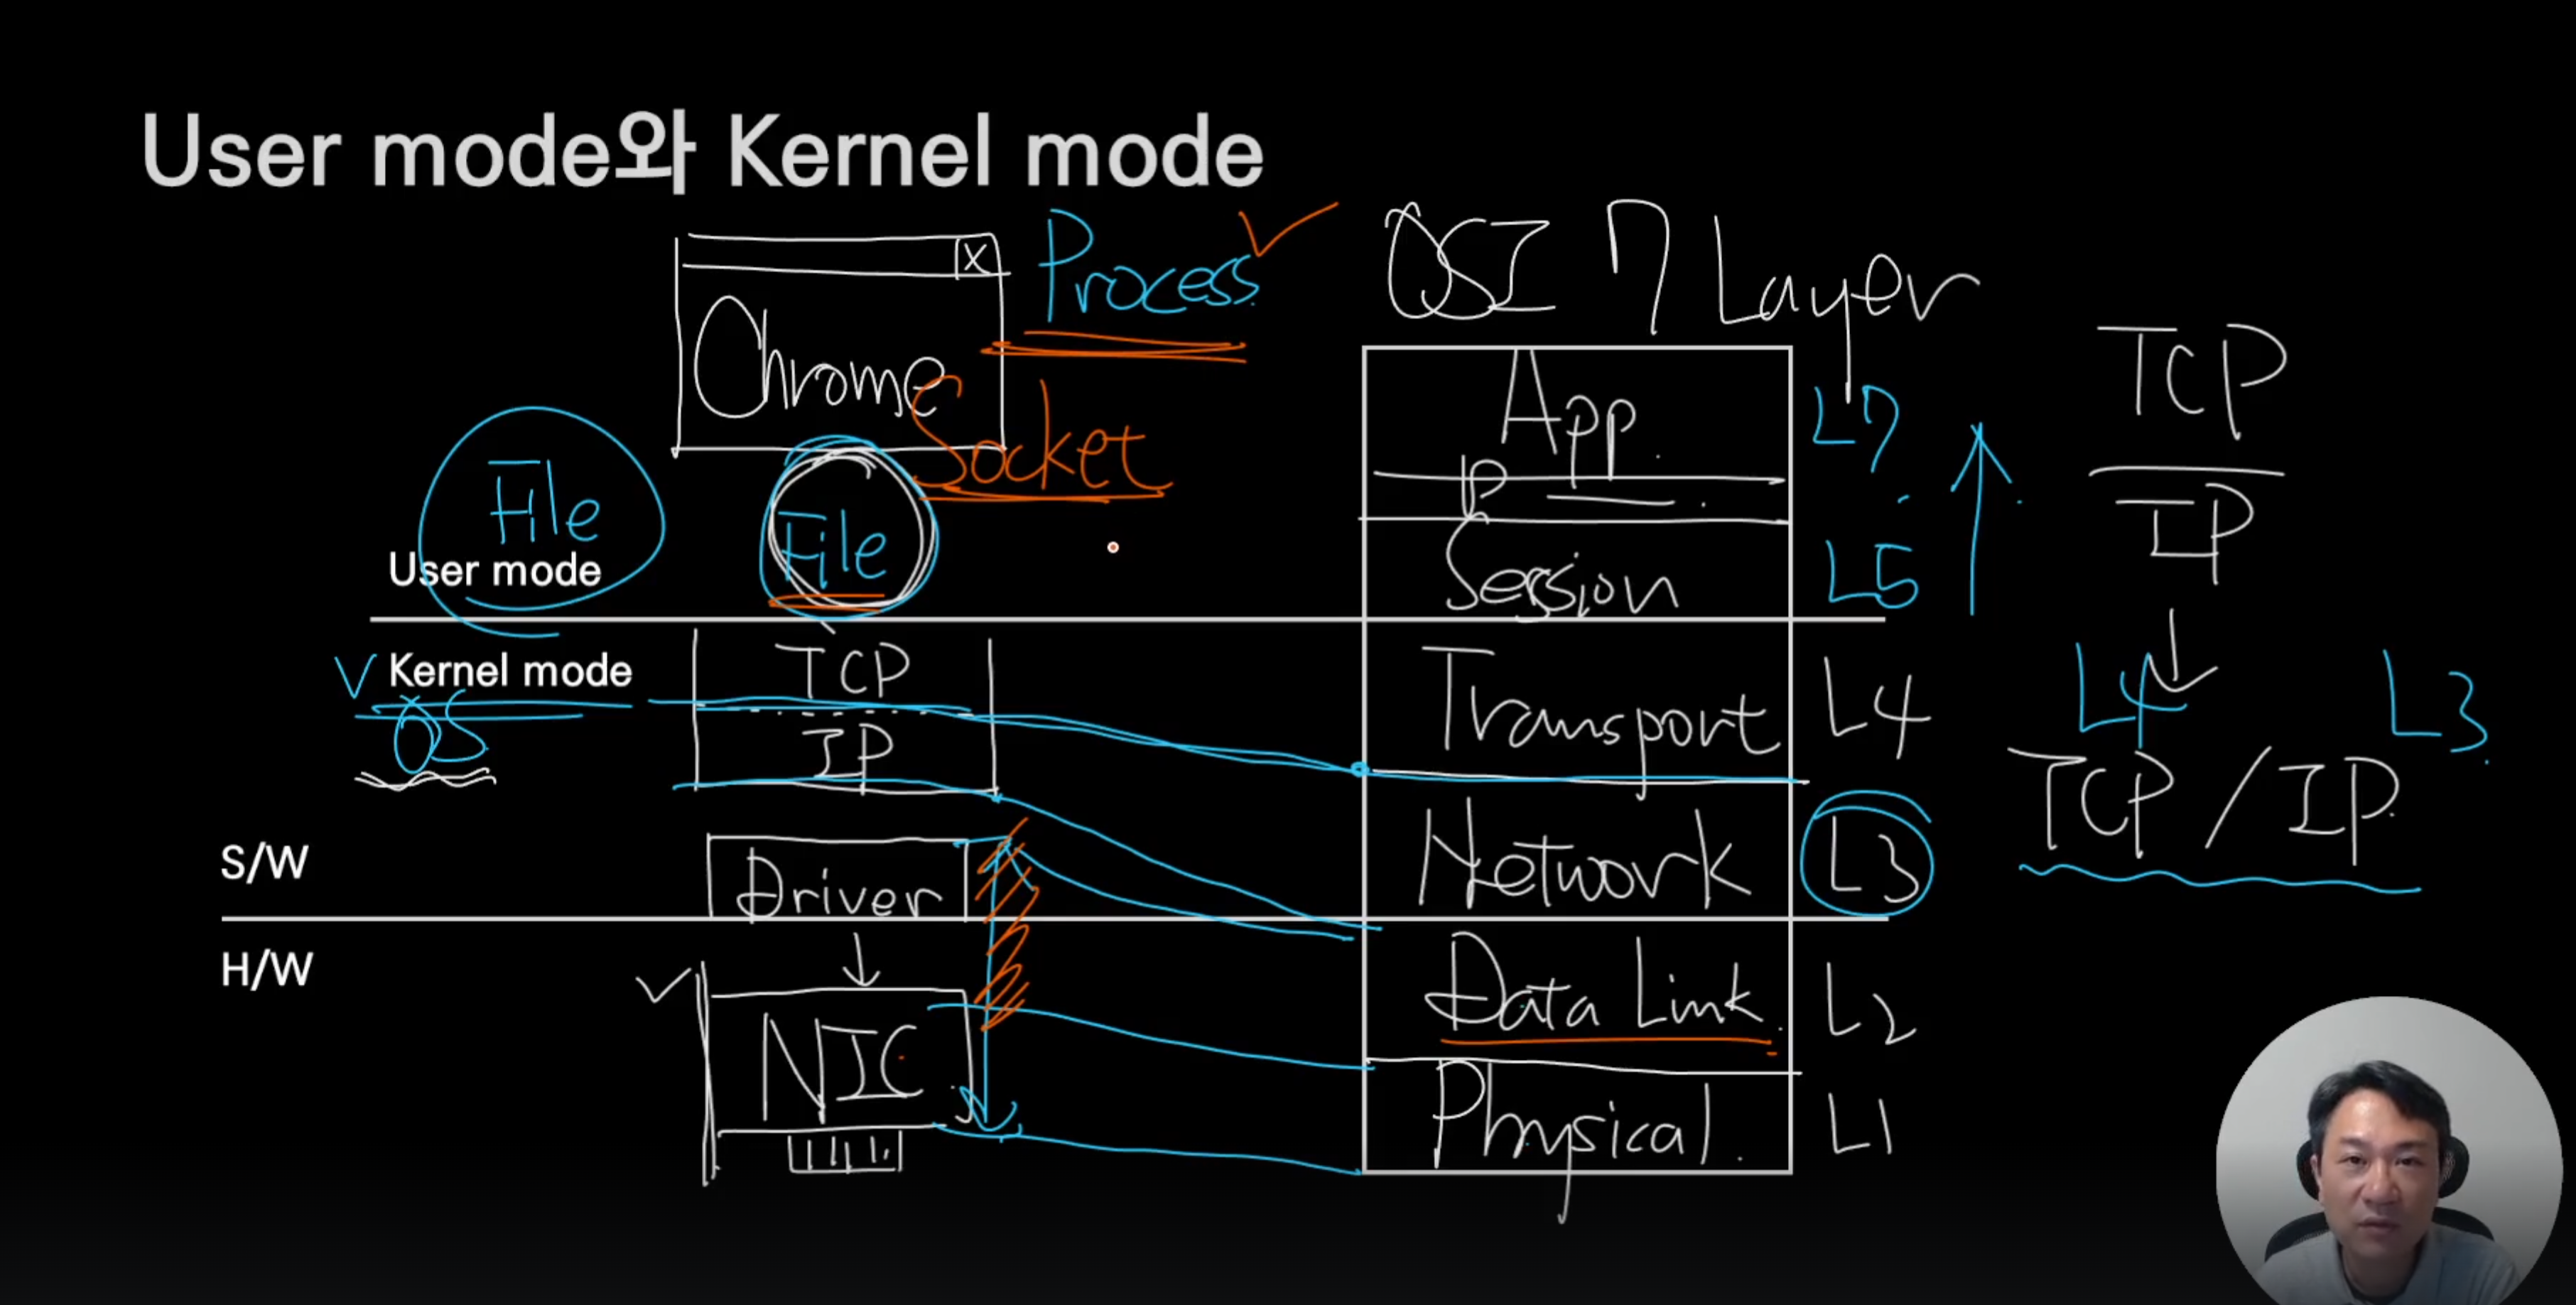 User mode와 Kernel mode
X
Chrome
Process
Socket
File
File
User mode
Kernel mode
OS
TCP
IP
S/W
Driver
H/W
NIC
OSI 7 Layer
App.
P
Session
Transport
Network
Data Link.
Physical.
L7
L5
L4
L3
L2
L1
TCP
IP
L4
L3
TCP/IP